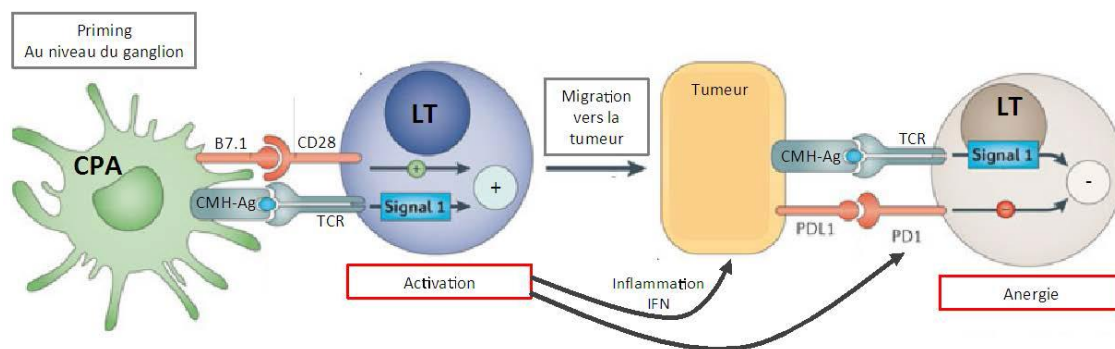 Priming
Au niveau du ganglion
CPA
B7.1
CD28
CMH-Ag
TCR
LT
+
Signal 1
+
Activation
Migration
vers la
tumeur
Inflammation
IFN
Tumeur
CMH-Ag
TCR
PDL1
PD1
LT
Signal 1
-
-
Anergie